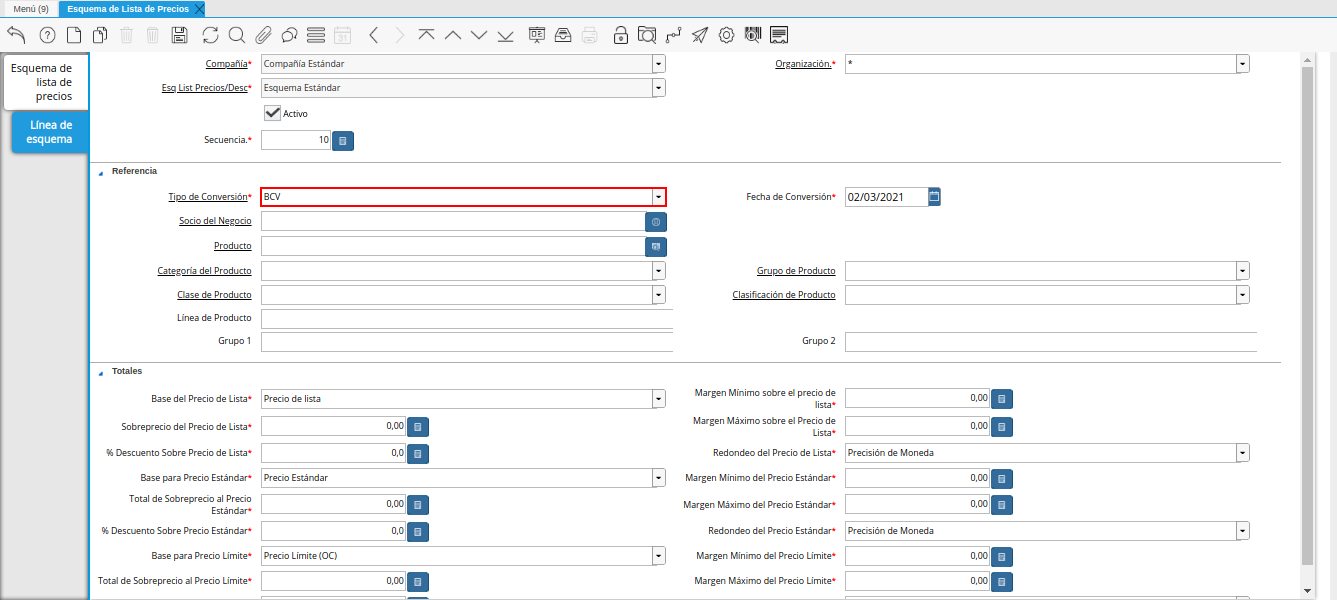 Menú (9)
Esquema de Lista de Precios
31
Esquema de
lista de
precios
Línea de
esquema
Compañía* Compañía Estándar Organización.* *
Esq List Precios/Desc* Esquema Estándar
Activo
Secuencia.* 10
Referencia
Tipo de Conversión* BCV Fecha de Conversión* 02/03/2021
Socio del Negocio
Producto
Categoría del Producto Grupo de Producto
Clase de Producto Clasificación de Producto
Línea de Producto
Grupo 1 Grupo 2
Totales
Base del Precio de Lista* Precio de lista
Margen Mínimo sobre el precio de
lista* 0,00
Sobreprecio del Precio de Lista* 0,00
Margen Máximo sobre el Precio de
Lista* 0,00
% Descuento Sobre Precio de Lista* 0,0 Redondeo del Precio de Lista* Precisión de Moneda
Base para Precio Estándar* Precio Estándar Margen Mínimo del Precio Estándar* 0,00
Total de Sobreprecio al Precio
Estándar* 0,00 Margen Máximo del Precio Estándar* 0,00
% Descuento Sobre Precio Estándar* 0,0 Redondeo del Precio Estándar* Precisión de Moneda
Base para Precio Límite* Precio Límite (OC) Margen Mínimo del Precio Límite* 0,00
Total de Sobreprecio al Precio Límite* 0,00 Margen Máximo del Precio Límite* 0,00